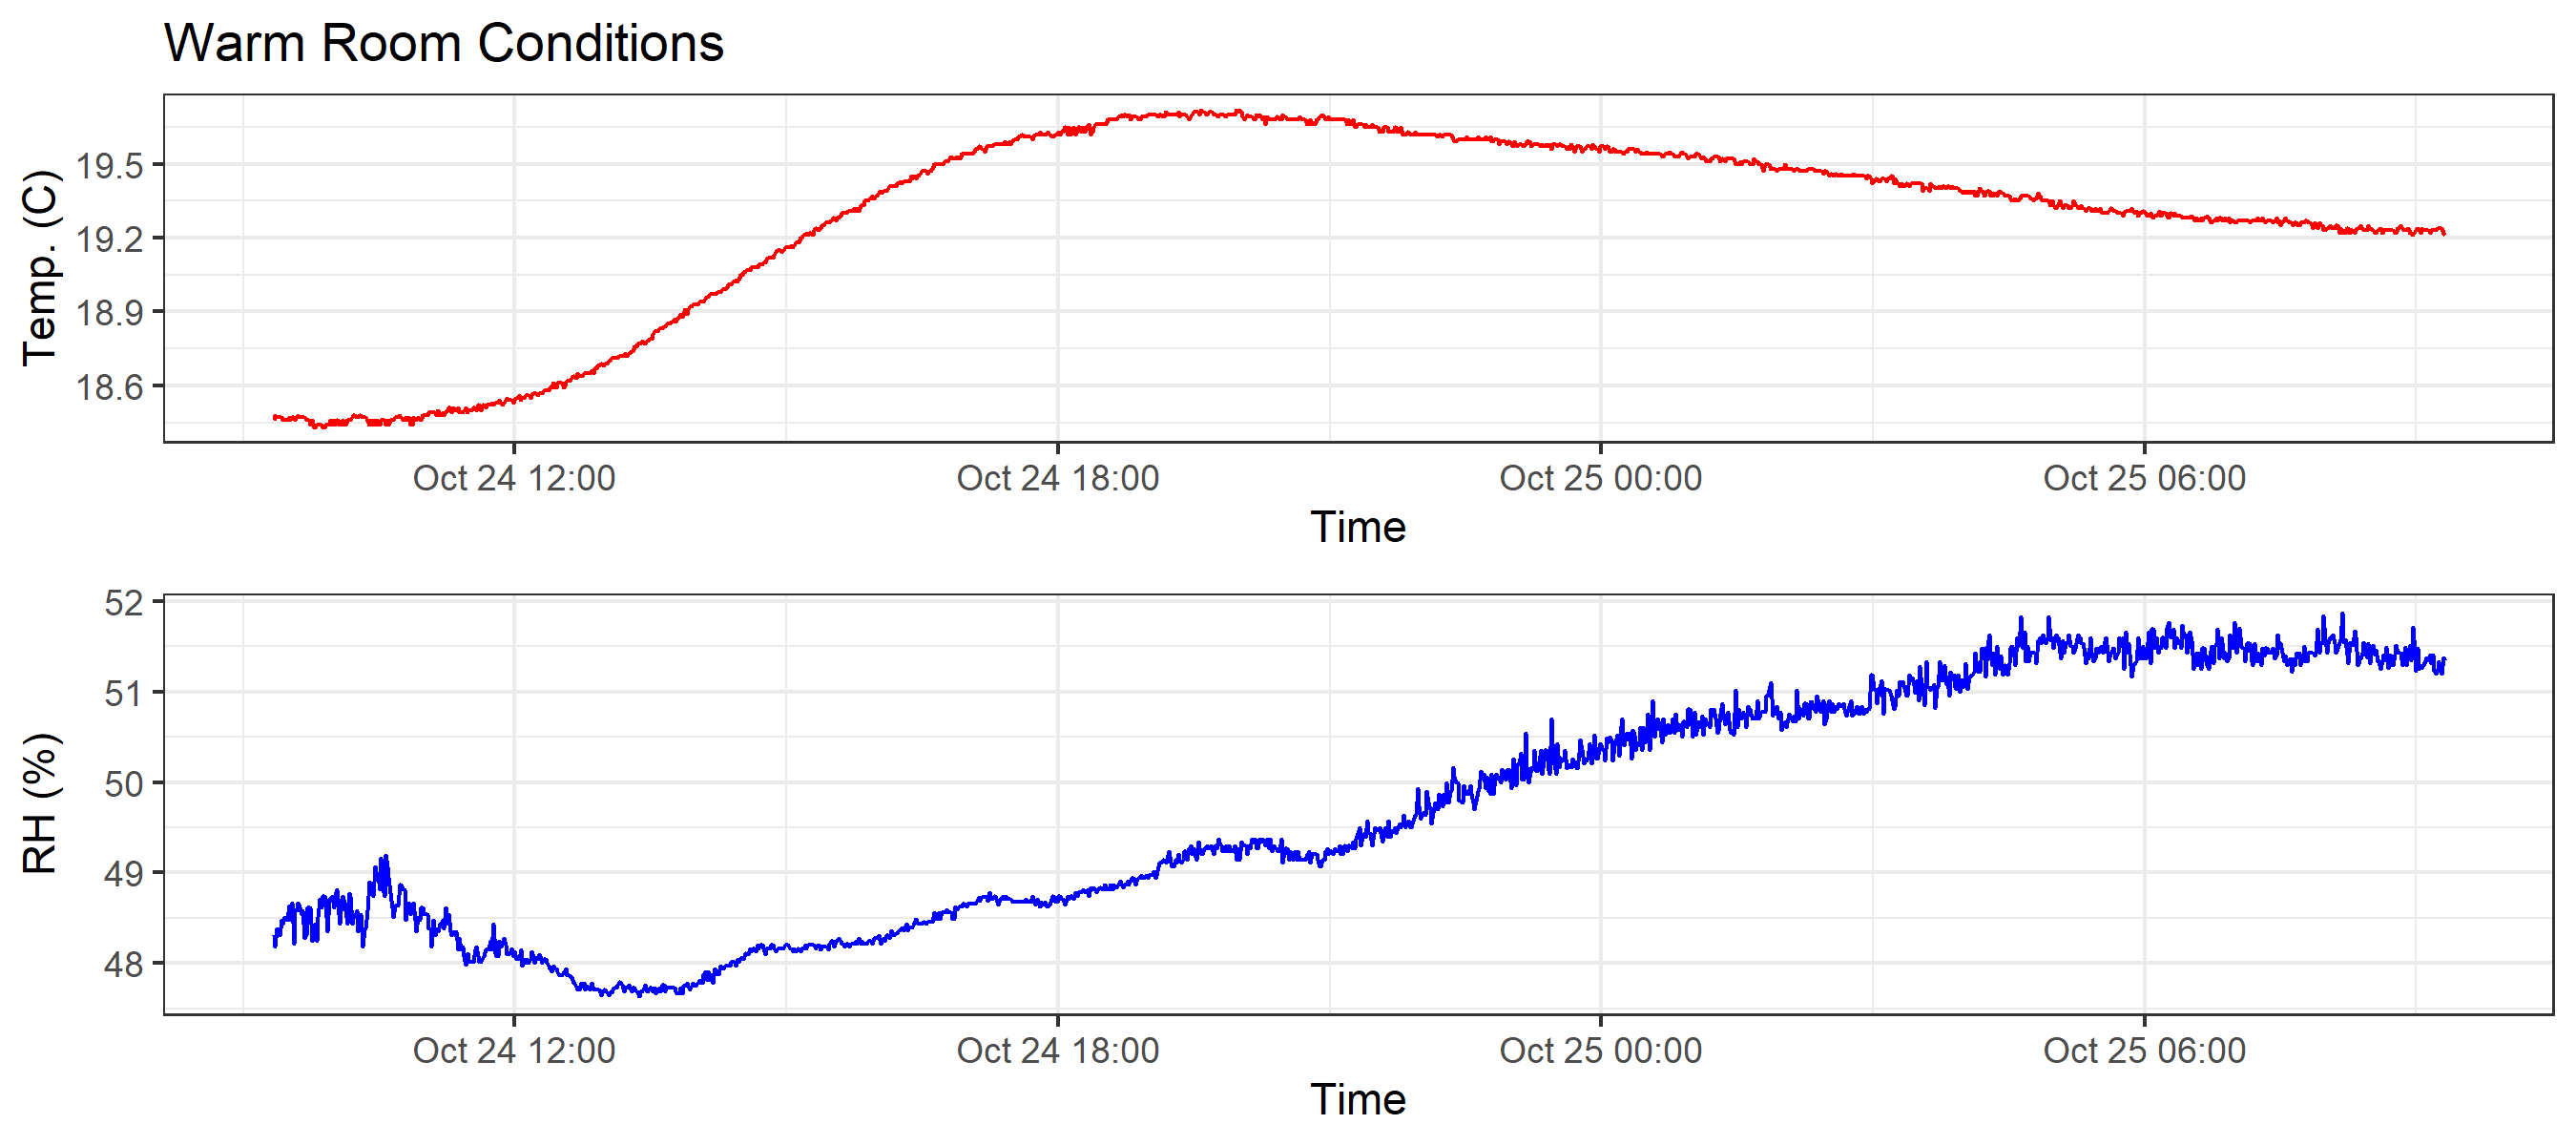 Warm Room Conditions
Temp. (C)
19.5
19.2
18.9
18.6
Oct 24 12:00 Oct 24 18:00 Oct 25 00:00 Oct 25 06:00
Time
RH (%)
52
51
50
49
48
Oct 24 12:00 Oct 24 18:00 Oct 25 00:00 Oct 25 06:00
Time